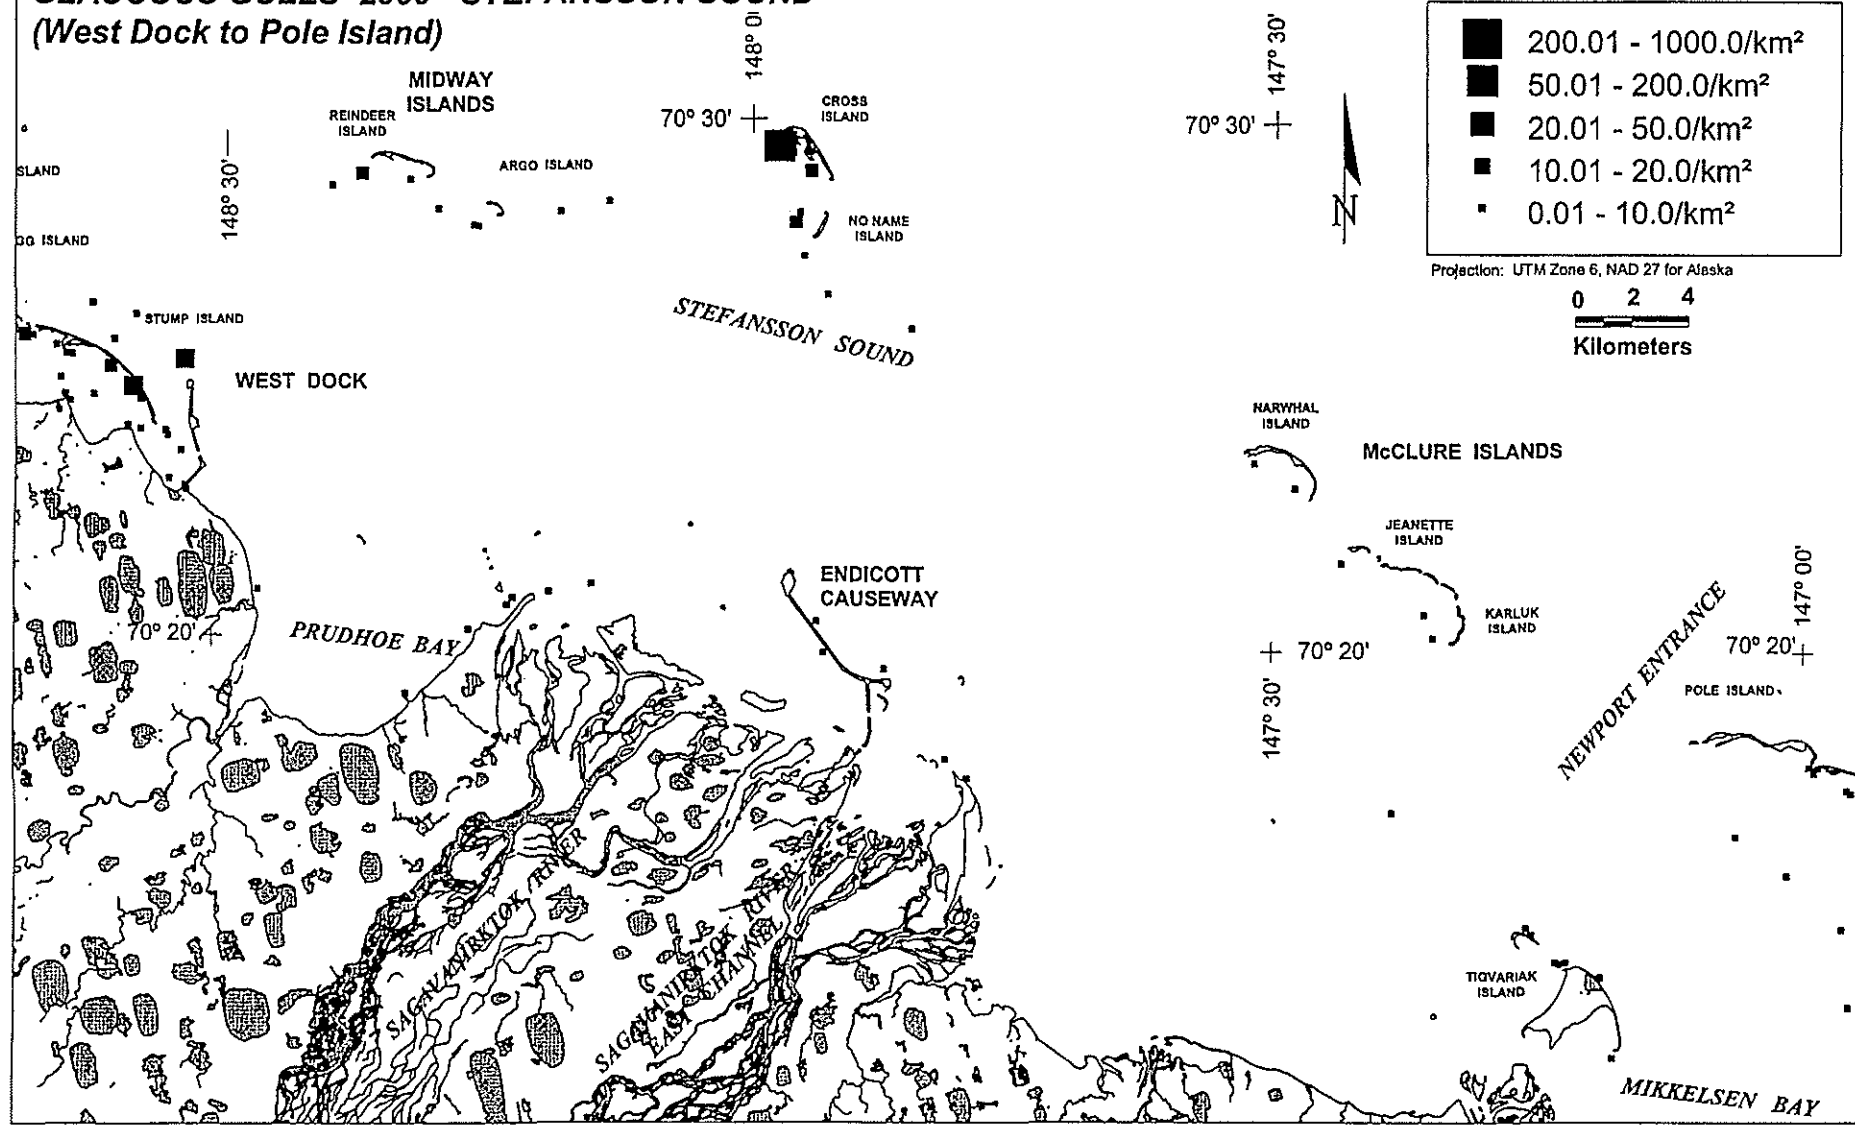 (West Dock to Pole Island)
MIDWAY
ISLANDS
REINDEER
ISLAND
ARGO ISLAND
148° 30'
70° 30'
CROSS
ISLAND
NO NAME
ISLAND
STEFANSSON SOUND
70° 30'
147° 30'
N
200.01 - 1000.0/km²
50.01 - 200.0/km²
20.01 - 50.0/km²
10.01 - 20.0/km²
0.01 - 10.0/km²
Projection: UTM Zone 6, NAD 27 for Alaska
0 2 4
Kilometers
SLAND
GO ISLAND
STUMP ISLAND
WEST DOCK
NARWHAL
ISLAND
McCLURE ISLANDS
JEANETTE
ISLAND
KARLUK
ISLAND
ENDICOTT
CAUSEWAY
PRUDHOE BAY
70° 20'
70° 20'
147° 30'
NEWPORT ENTRANCE
147° 00'
70° 20'
POLE ISLAND
SAGAVANIRKTOK RIVER
EAST CHANNEL
TIGVARIAK
ISLAND
MIKKELSEN BAY